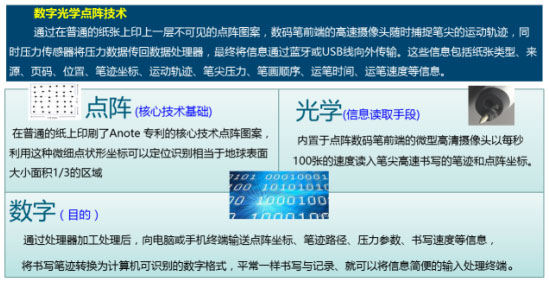 数字光学点阵技术
通过在普通的纸张上印上一层不可见的点阵图案，数码笔前端的高速摄像头随时捕捉笔尖的运动轨迹，同
时压力传感器将压力数据传回数据处理器，最终将信息通过蓝牙或USB线向外传输。这些信息包括纸张类型、来
源、页码、位置、笔迹坐标、运动轨迹、笔尖压力、笔画顺序、运笔时间、运笔速度等信息。
点阵（核心技术基础）
在普通的纸上印刷了Anote 专利的核心技术点阵图案，
利用这种微细点状形坐标可以定位识别相当于地球表面
大小面积1/3的区域
光学(信息读取手段)
内置于点阵数码笔前端的微型高清摄像头以每秒
100张的速度读入笔尖高速书写的笔迹和点阵坐标。
数字（目的）
通过处理器加工处理后，向电脑或手机终端输送点阵坐标、笔迹路径、压力参数、书写速度等信息，
将书写笔迹转换为计算机可识别的数字格式，平常一样书写与记录、就可以将信息简便的输入处理终端。